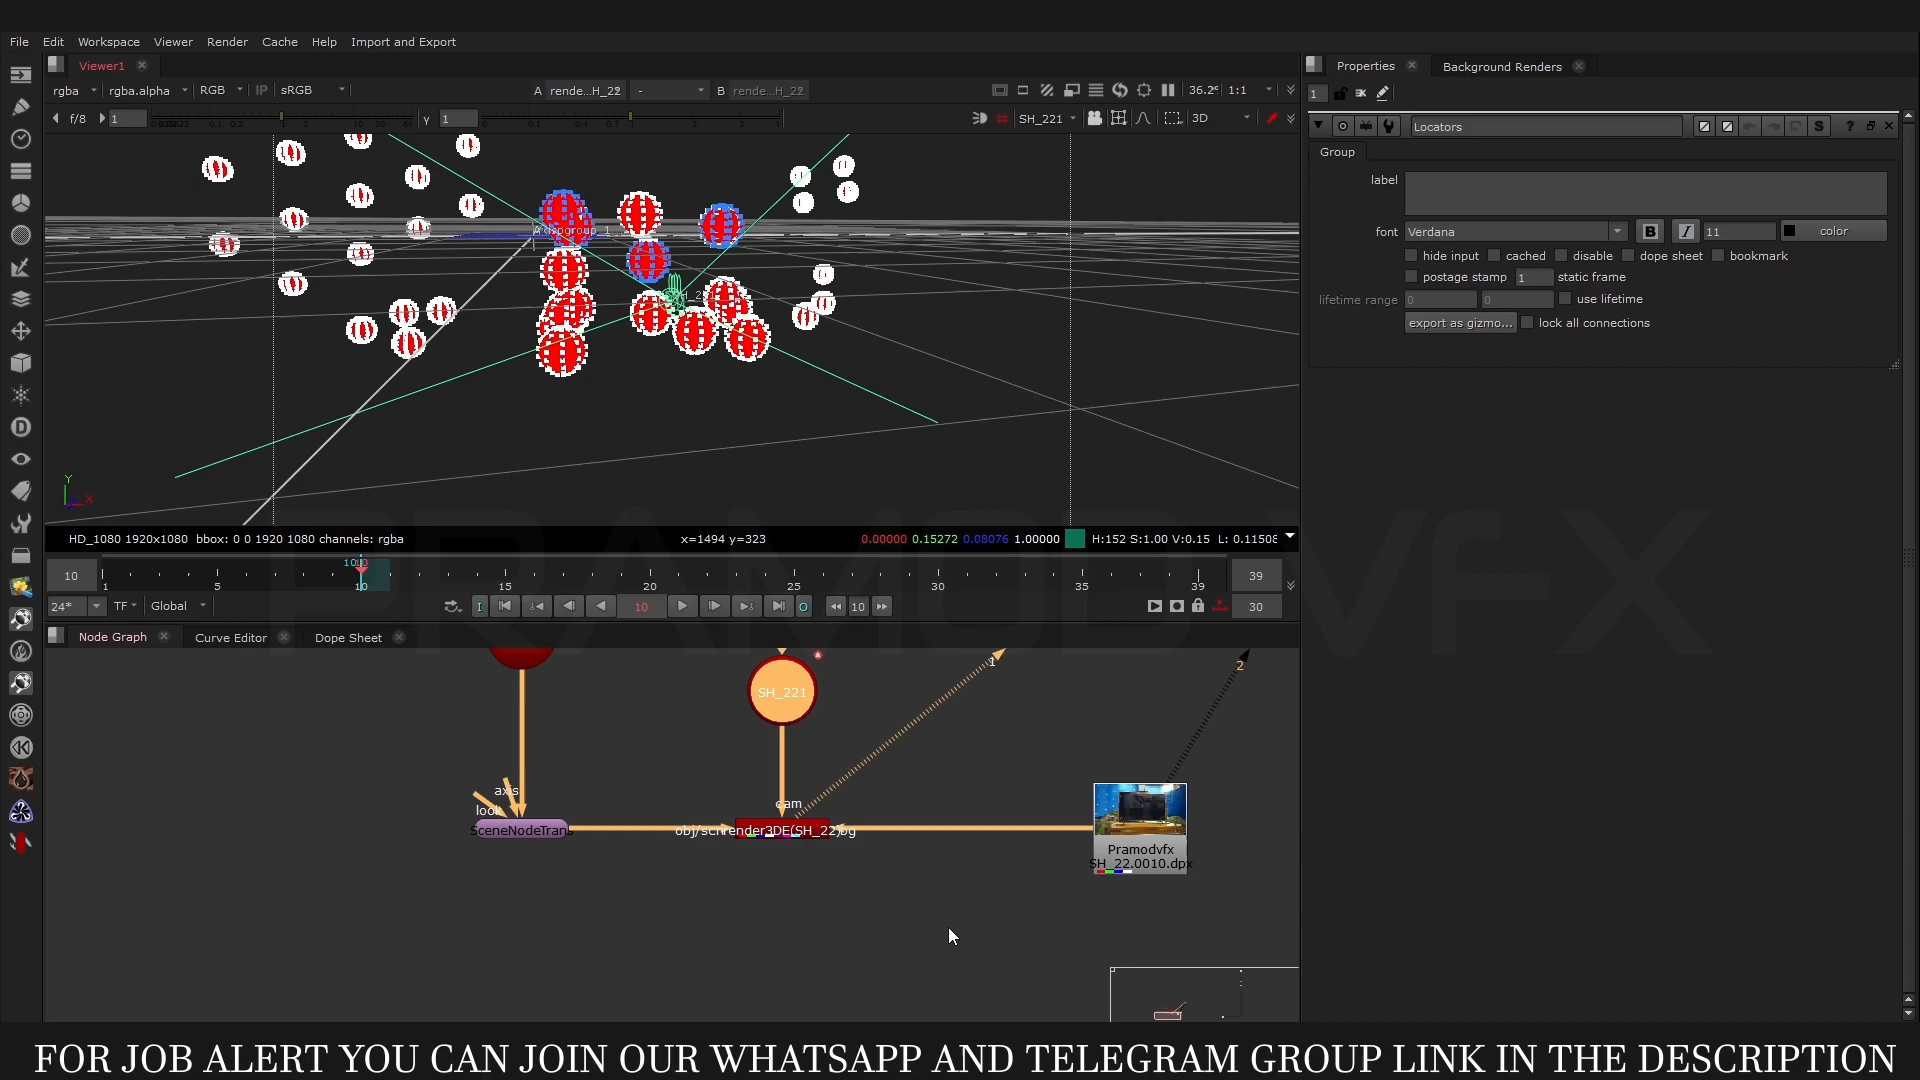 File Edit Workspace Viewer Render Cache Help Import and Export
Viewer1
rgba rgba.alpha RGB IP sRGB A rende...H_22 - B rende...H_22 36.2% 1:1
f/8 1 Y 1 SH_221 3D
Y
X
HD_1080 1920x1080 bbox: 0 0 1920 1080 channels: rgba x=1494 y=323 0.00000 0.15272 0.08076 1.00000 H:152 S:1.00 V:0.15 L: 0.11508
10 1 5 10 15 20 25 30 35 39 39
24* TF Global I 10 O 10 30
Node Graph Curve Editor Dope Sheet
SH_221
1
2
axis
look
cam
SceneNodeTrans
obj/scn render3DE(SH_22) bg
Pramodvfx
SH_22.0010.dpx
Properties Background Renders
1
Locators S ?
Group
label
font Verdana B I 11 color
hide input cached disable dope sheet bookmark
postage stamp 1 static frame
lifetime range 0 0 use lifetime
export as gizmo... lock all connections
PRAMOD VFX
FOR JOB ALERT YOU CAN JOIN OUR WHATSAPP AND TELEGRAM GROUP LINK IN THE DESCRIPTION